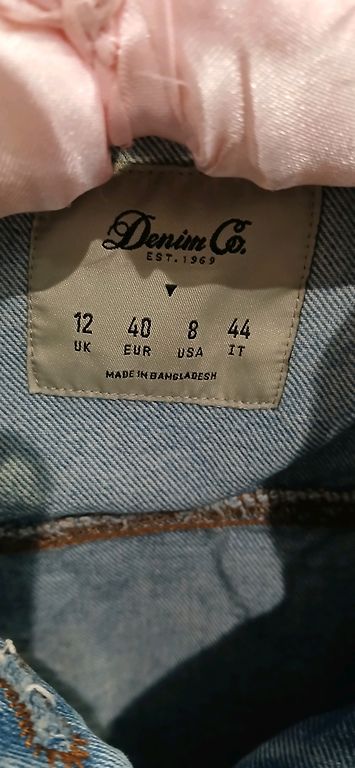 Denim Co.
EST. 1969
12 40 8 44
UK EUR USA IT
MADE IN BANGLADESH